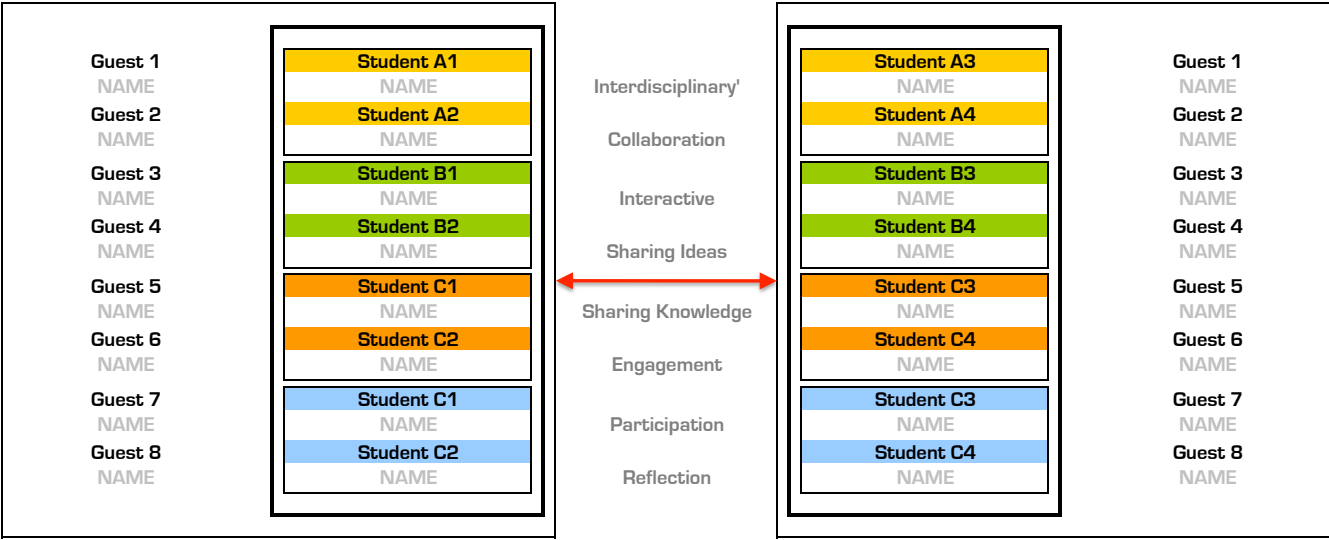 Guest 1 Student A1 Student A3 Guest 1
NAME NAME Interdisciplinary' NAME NAME
Guest 2 Student A2 Student A4 Guest 2
NAME NAME Collaboration NAME NAME
Guest 3 Student B1 Student B3 Guest 3
NAME NAME Interactive NAME NAME
Guest 4 Student B2 Student B4 Guest 4
NAME NAME Sharing Ideas NAME NAME
Guest 5 Student C1 Student C3 Guest 5
NAME NAME Sharing Knowledge NAME NAME
Guest 6 Student C2 Student C4 Guest 6
NAME NAME Engagement NAME NAME
Guest 7 Student C1 Student C3 Guest 7
NAME NAME Participation NAME NAME
Guest 8 Student C2 Student C4 Guest 8
NAME NAME Reflection NAME NAME